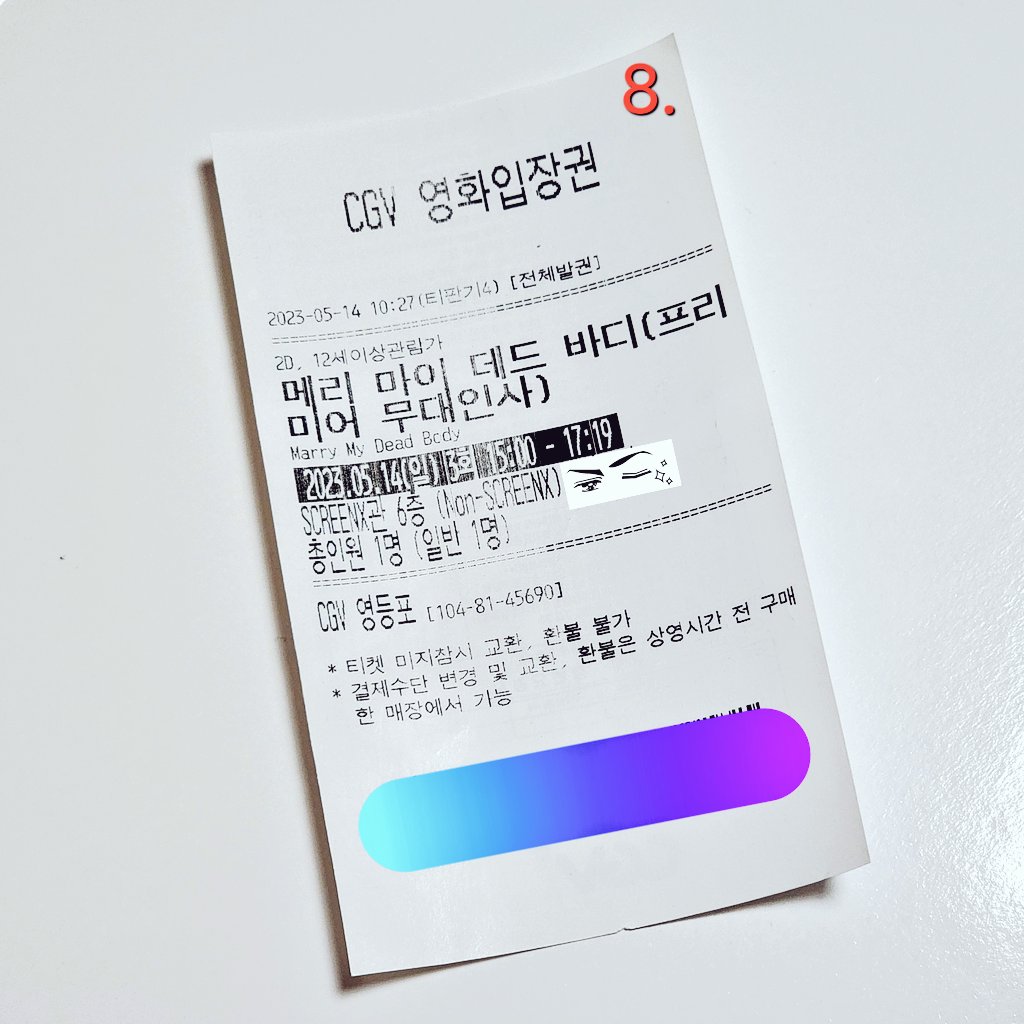 8.
CGV 영화입장권
2023-05-14 10:27(티판기4) [전체발권]
2D, 12세이상관람가
메리 마이 데드 바디(프리
미어 무대인사)
Marry My Dead Body
2023.05.14(일) 3회 15:00 - 17:19
SCREENX관 6층 (Non-SCREENX)
총인원 1명 (일반 1명)
CGV 영등포 [104-81-45690]
* 티켓 미지참시 교환, 환불 불가
* 결제수단 변경 및 교환, 환불은 상영시간 전 구매
한 매장에서 가능